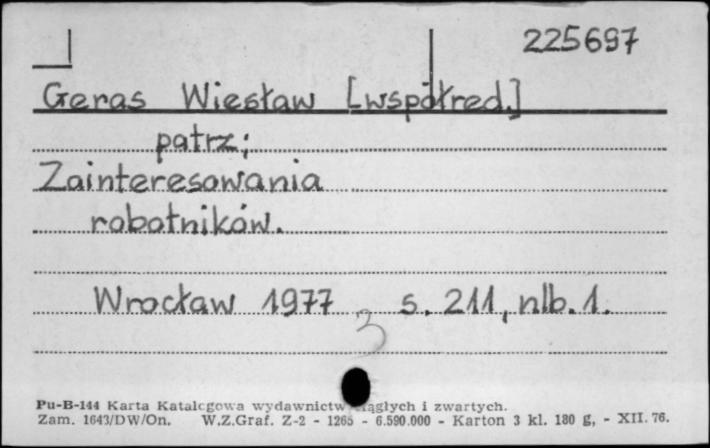 225697
Geras Wiesław [współred.]
patrz:
Zainteresowania
robotników.
Wrocław 1977 s. 211, nlb. 1.
3
Pu-B-144 Karta Katalogowa wydawnictw ciągłych i zwartych.
Zam. 1643/DW/On. W.Z.Graf. Z-2 - 1265 - 6.590.000 - Karton 3 kl. 180 g, - XII. 76.